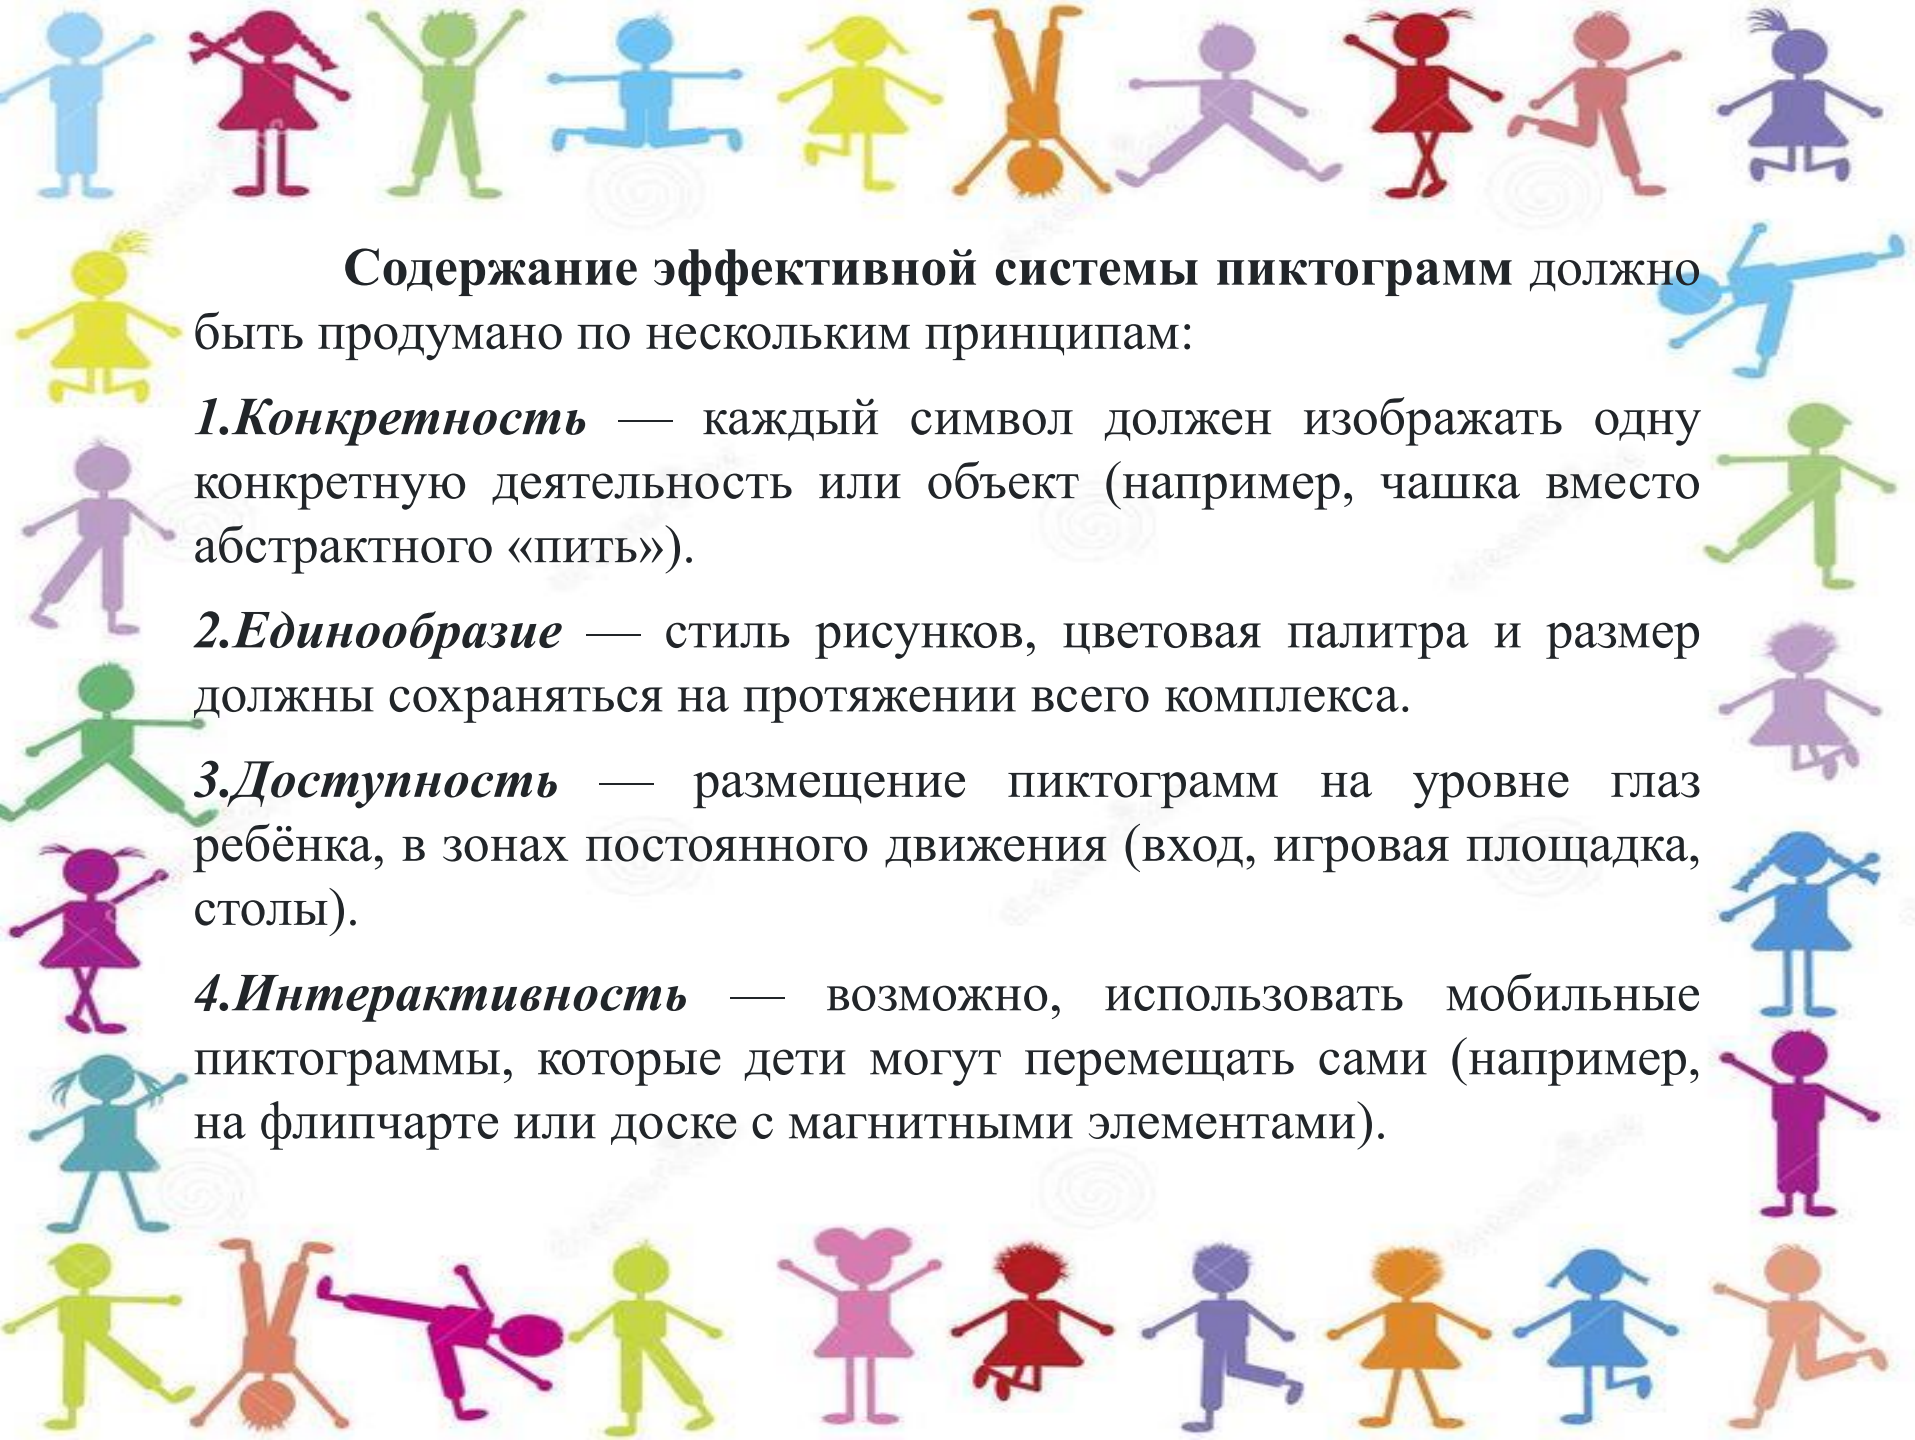 Содержание эффективной системы пиктограмм должно
быть продумано по нескольким принципам:
1.Конкретность — каждый символ должен изображать одну
конкретную деятельность или объект (например, чашка вместо
абстрактного «пить»).
2.Единообразие — стиль рисунков, цветовая палитра и размер
должны сохраняться на протяжении всего комплекса.
3.Доступность — размещение пиктограмм на уровне глаз
ребёнка, в зонах постоянного движения (вход, игровая площадка,
столы).
4.Интерактивность — возможно, использовать мобильные
пиктограммы, которые дети могут перемещать сами (например,
на флипчарте или доске с магнитными элементами).